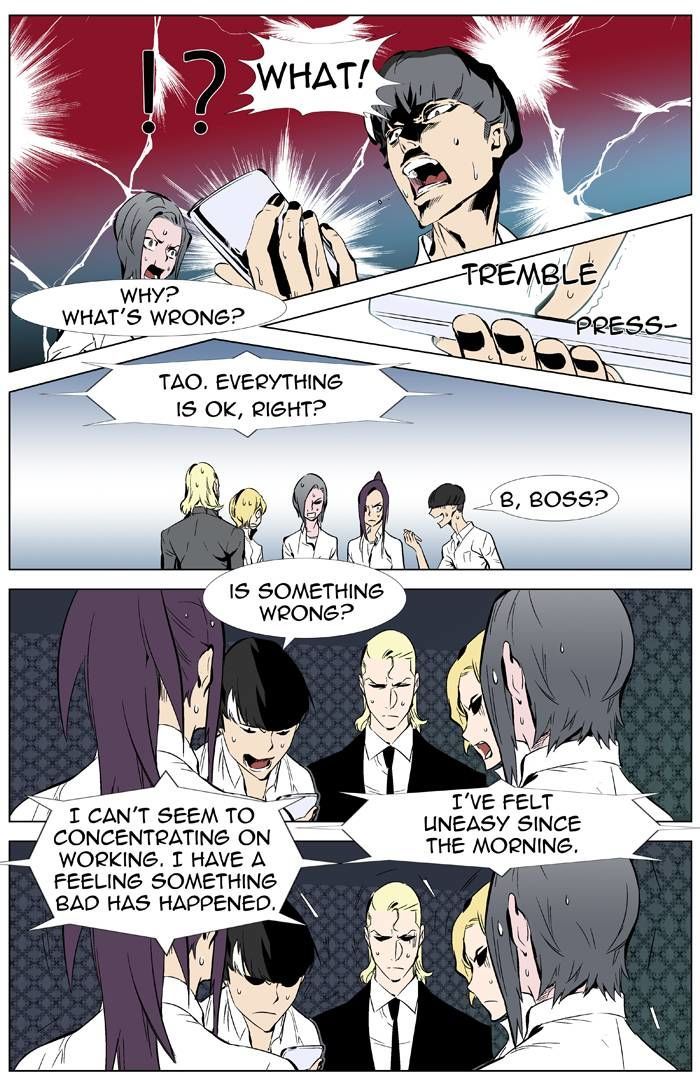 !?
WHAT!
WHY?
WHAT'S WRONG?
TREMBLE
PRESS-
TAO. EVERYTHING
IS OK, RIGHT?
B, BOSS?
IS SOMETHING
WRONG?
I CAN'T SEEM TO
CONCENTRATING ON
WORKING. I HAVE A
FEELING SOMETHING
BAD HAS HAPPENED.
I'VE FELT
UNEASY SINCE
THE MORNING.